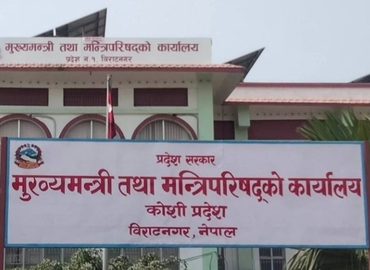 मुख्यमन्त्री तथा मन्त्रिपरिषद्को कार्यालय
प्रदेश नं. १, विराटनगर
प्रदेश सरकार
मुख्यमन्त्री तथा मन्त्रिपरिषद्को कार्यालय
कोशी प्रदेश
विराटनगर, नेपाल